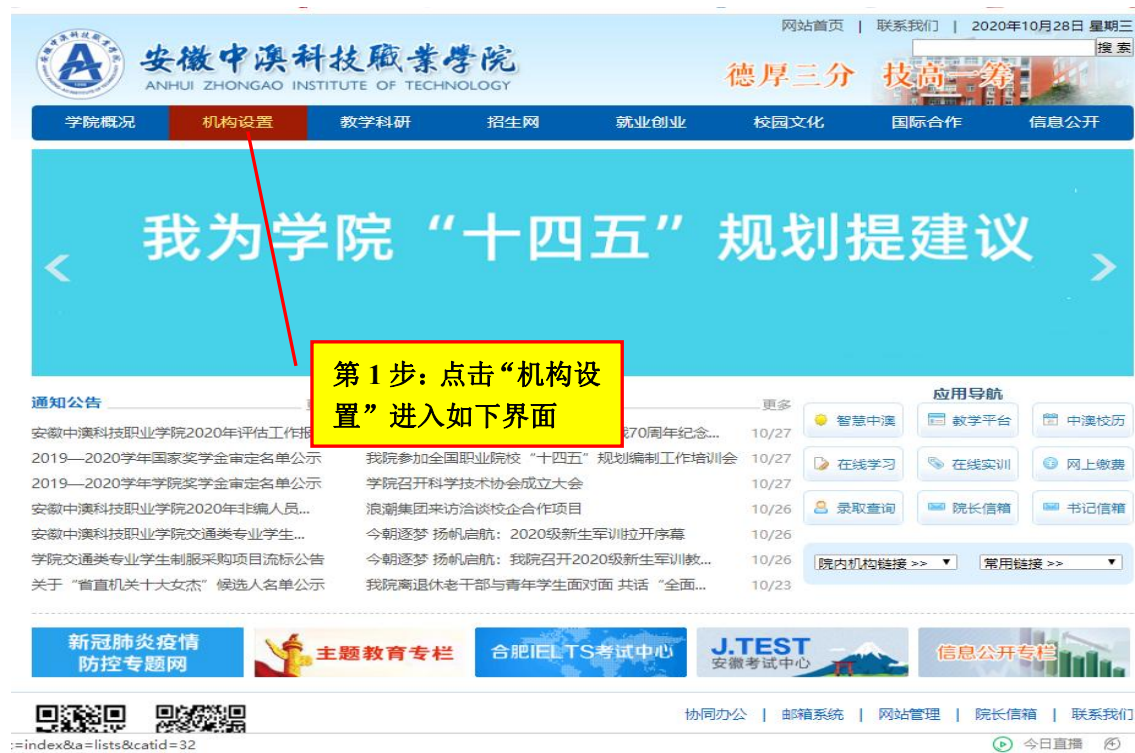 网站首页 | 联系我们 | 2020年10月28日 星期三
搜索
安徽中澳科技職業學院
ANHUI ZHONGAO INSTITUTE OF TECHNOLOGY
德厚三分 技高一筹
学院概况 机构设置 教学科研 招生网 就业创业 校园文化 国际合作 信息公开
我为学院“十四五”规划提建议
第1步：点击“机构设
置”进入如下界面
通知公告
安徽中澳科技职业学院2020年评估工作报
2019—2020学年国家奖学金审定名单公示
2019—2020学年学院奖学金审定名单公示
安徽中澳科技职业学院2020年非编人员...
安徽中澳科技职业学院交通类专业学生...
学院交通类专业学生制服采购项目流标公告
关于“省直机关十大女杰”候选人名单公示
更多
70周年纪念... 10/27
我院参加全国职业院校“十四五”规划编制工作培训会 10/27
学院召开科学技术协会成立大会 10/27
浪潮集团来访洽谈校企合作项目 10/26
今朝逐梦 扬帆启航：2020级新生军训拉开序幕 10/26
今朝逐梦 扬帆启航：我院召开2020级新生军训教... 10/26
我院离退休老干部与青年学生面对面 共话“全面... 10/23
应用导航
智慧中澳 教学平台 中澳校历
在线学习 在线实训 网上缴费
录取查询 院长信箱 书记信箱
院内机构链接 >> 常用链接 >>
新冠肺炎疫情
防控专题网
主题教育专栏
合肥IELTS考试中心
J.TEST
安徽考试中心
信息公开专栏
协同办公 | 邮箱系统 | 网站管理 | 院长信箱 | 联系我们
:=index&a=lists&catid=32
今日直播